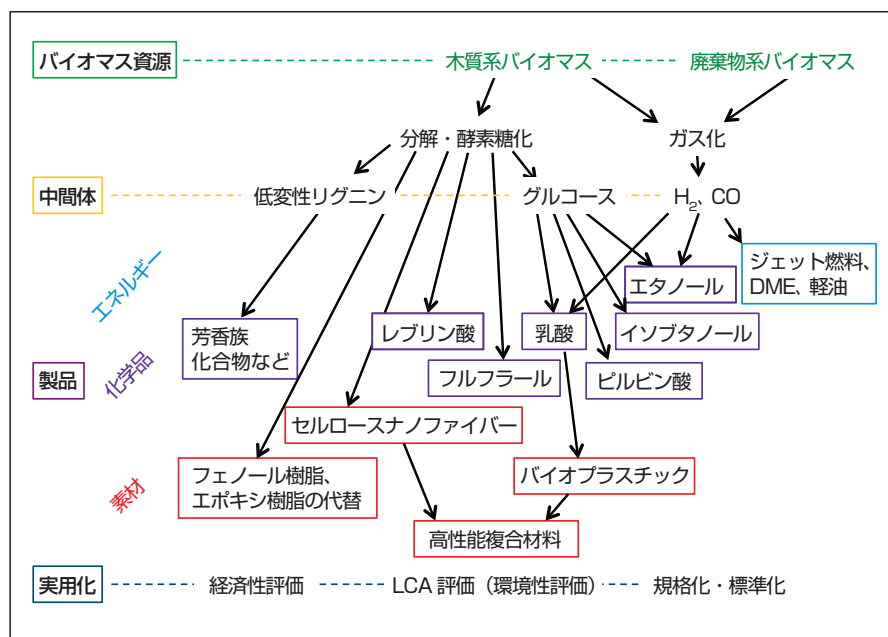 バイオマス資源
木質系バイオマス
廃棄物系バイオマス
分解・酵素糖化
ガス化
中間体
低変性リグニン
グルコース
H₂、CO
エネルギー
ジェット燃料、
DME、軽油
エタノール
化学品
芳香族
化合物など
レブリン酸
乳酸
イソブタノール
製品
フルフラール
ピルビン酸
セルロースナノファイバー
素材
フェノール樹脂、
エポキシ樹脂の代替
バイオプラスチック
高性能複合材料
実用化
経済性評価
LCA 評価（環境性評価）
規格化・標準化